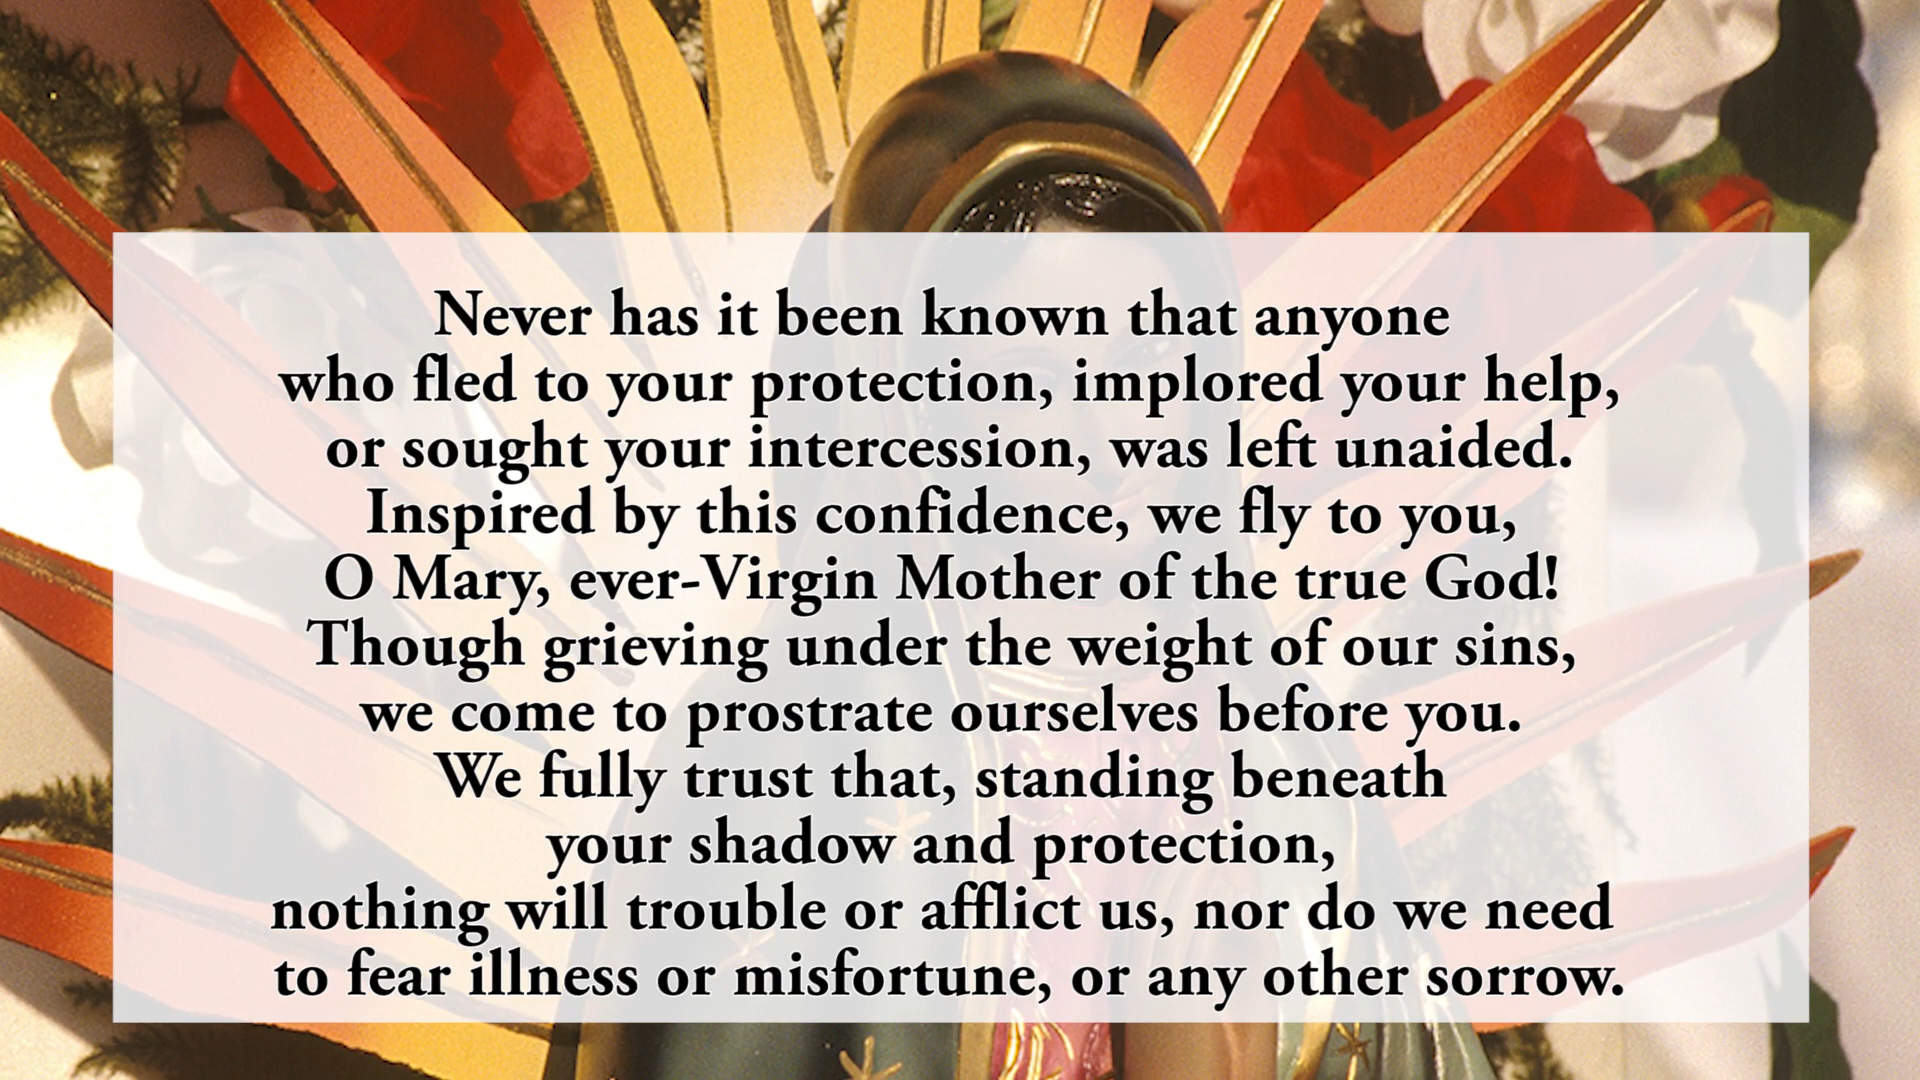 Never has it been known that anyone
who fled to your protection, implored your help,
or sought your intercession, was left unaided.
Inspired by this confidence, we fly to you,
O Mary, ever-Virgin Mother of the true God!
Though grieving under the weight of our sins,
we come to prostrate ourselves before you.
We fully trust that, standing beneath
your shadow and protection,
nothing will trouble or afflict us, nor do we need
to fear illness or misfortune, or any other sorrow.